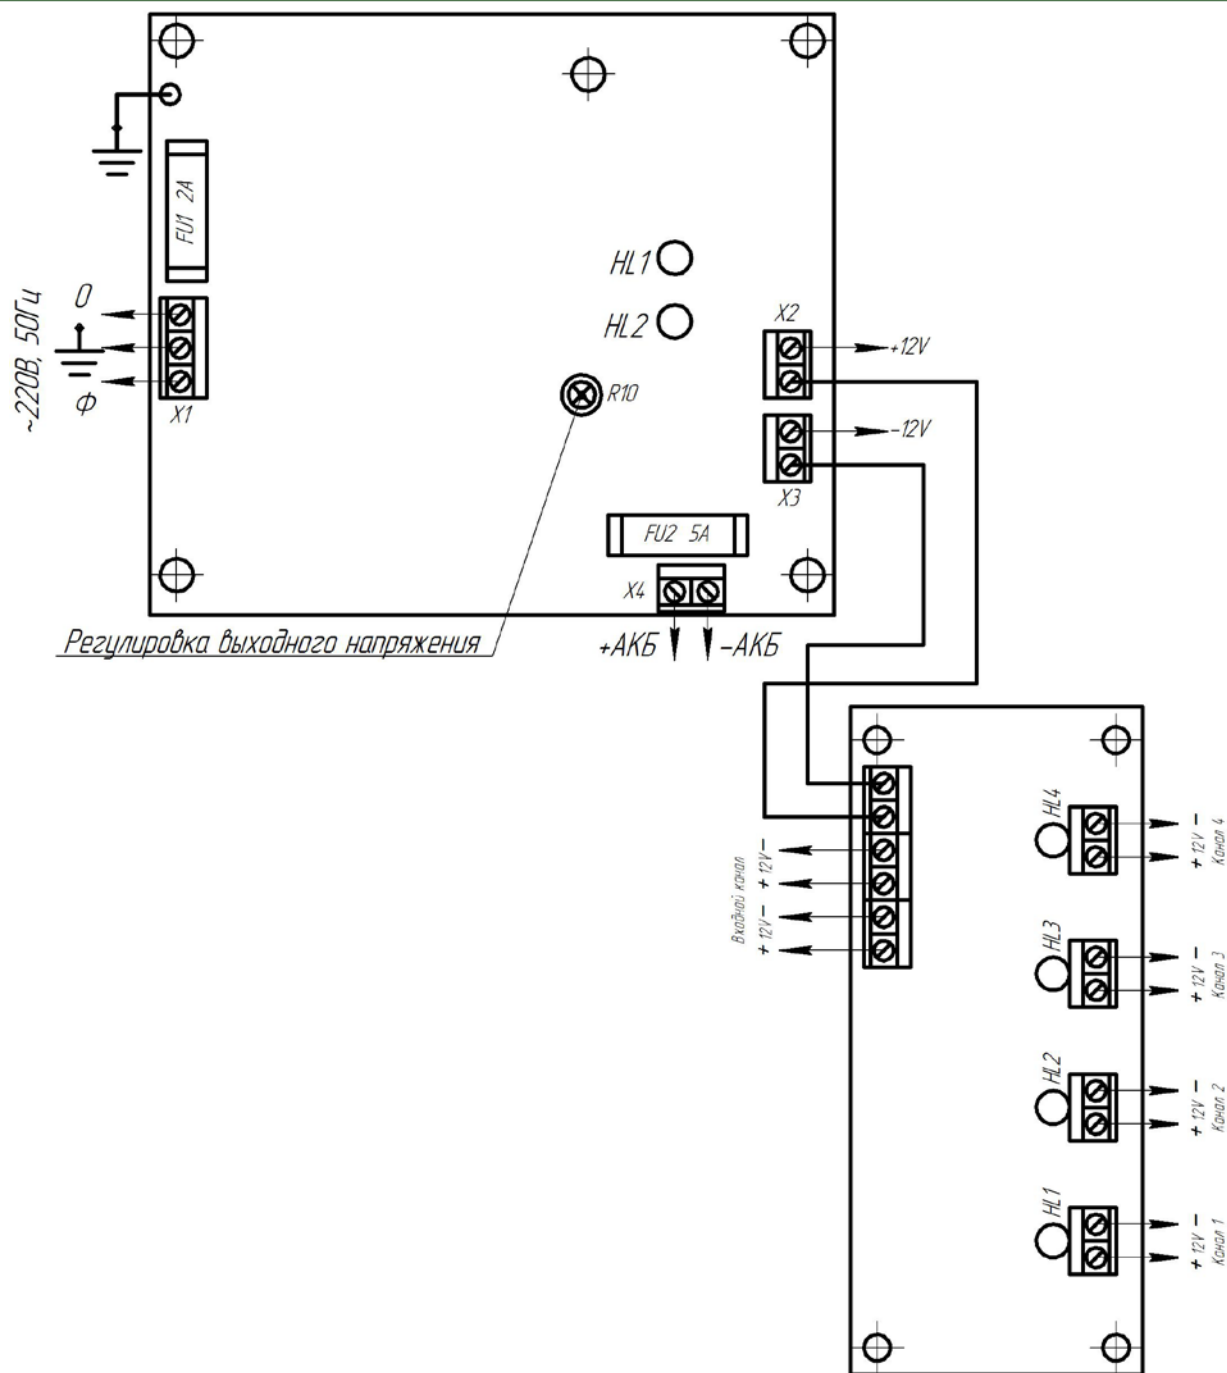 FU1 2А
~220В, 50Гц
0
Ф
X1
HL1
HL2
R10
X2
+12V
-12V
X3
FU2 5А
X4
Регулировка выходного напряжения
+АКБ
-АКБ
Входной канал
+ 12V -
+ 12V -
HL4
+ 12V -
Канал 4
HL3
+ 12V -
Канал 3
HL2
+ 12V -
Канал 2
HL1
+ 12V -
Канал 1